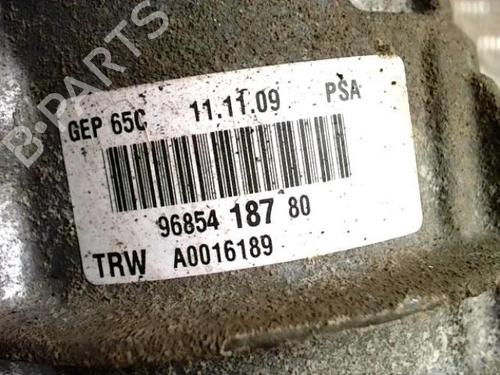 B-PARTS
GEP 65C 11.11.09 PSA
96854 187 80
TRW A0016189